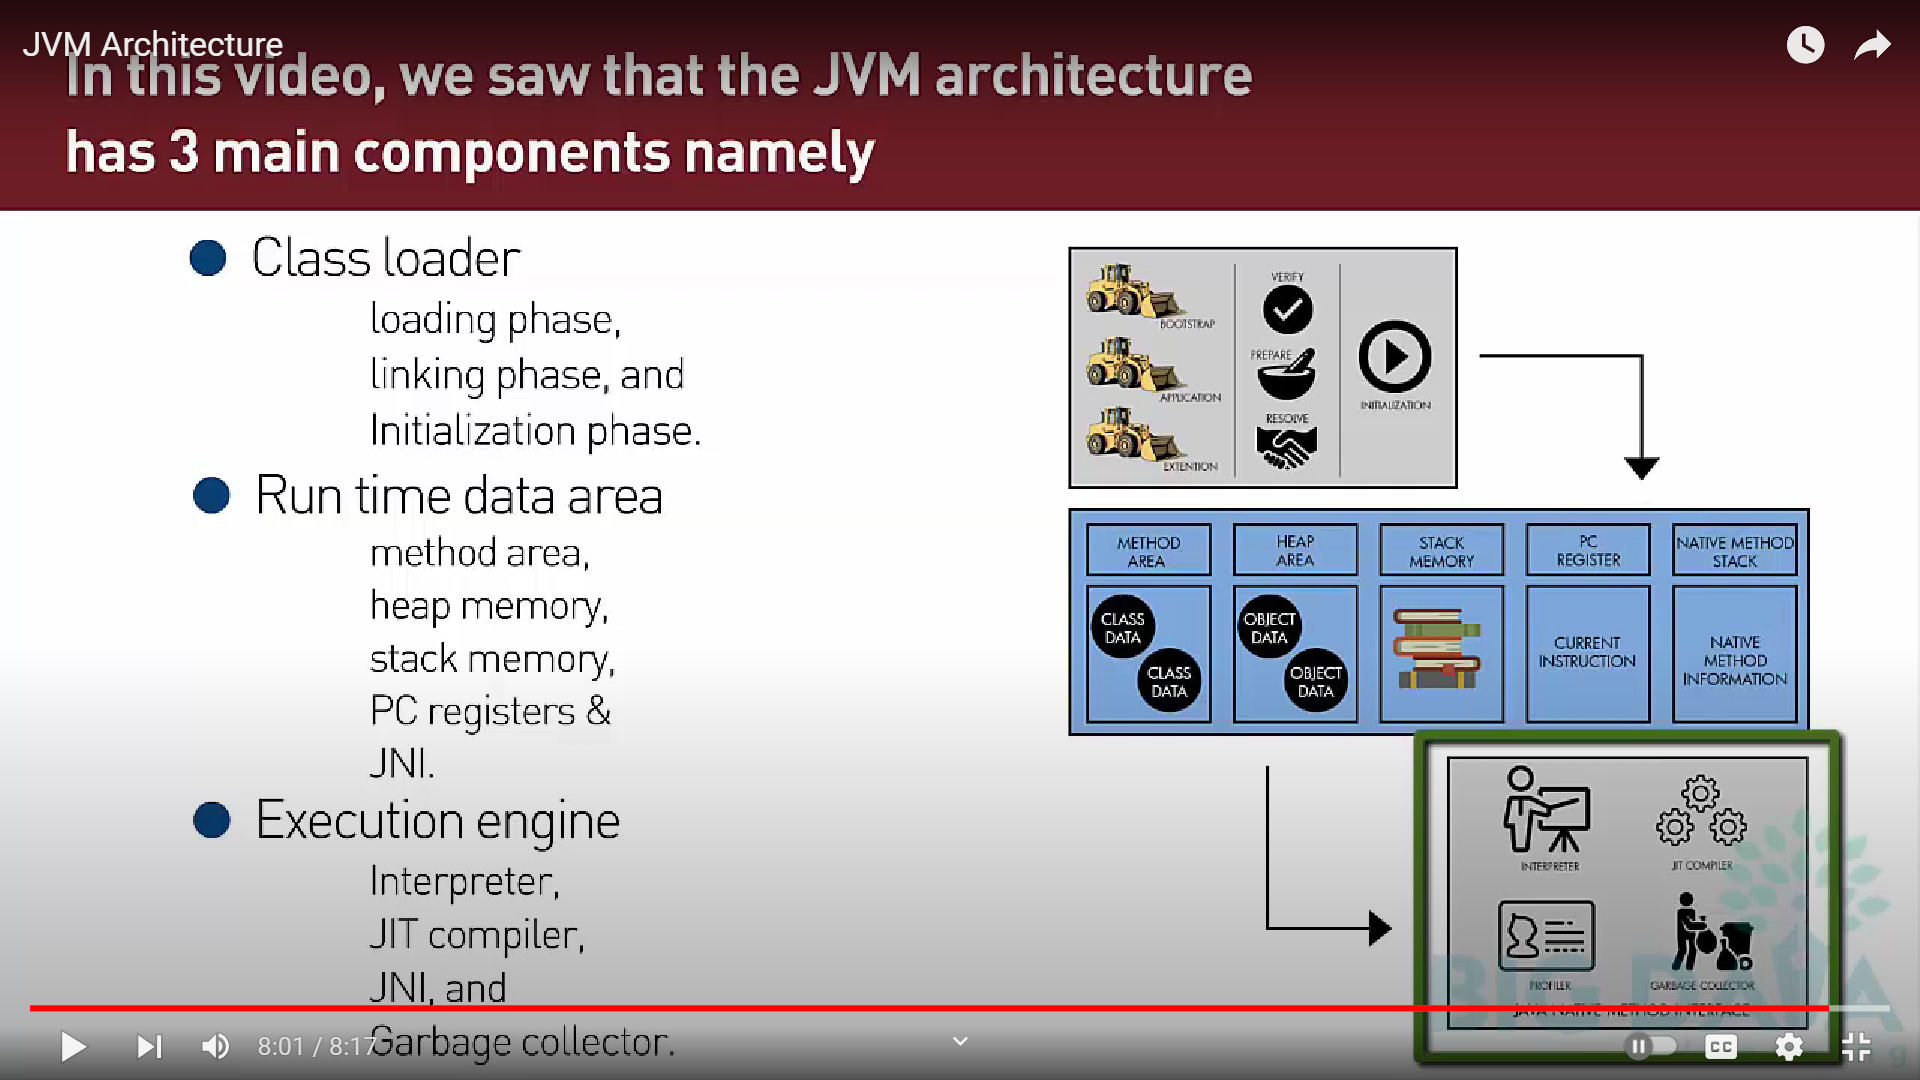 JVM Architecture
In this video, we saw that the JVM architecture
has 3 main components namely
Class loader
loading phase,
linking phase, and
Initialization phase.
Run time data area
method area,
heap memory,
stack memory,
PC registers &
JNI.
Execution engine
Interpreter,
JIT compiler,
JNI, and
Garbage collector.
VERIFY
BOOTSTRAP
PREPARE
APPLICATION
INITIALIZATION
RESOLVE
EXTENTION
METHOD
AREA
HEAP
AREA
STACK
MEMORY
PC
REGISTER
NATIVE METHOD
STACK
CLASS
DATA
CLASS
DATA
OBJECT
DATA
OBJECT
DATA
CURRENT
INSTRUCTION
NATIVE
METHOD
INFORMATION
INTERPRETER
JIT COMPILER
PROFILER
GARBAGE COLLECTOR
JAVA NATIVE METHOD INTERFACE
BIG DATA
8:01 / 8:17
CC